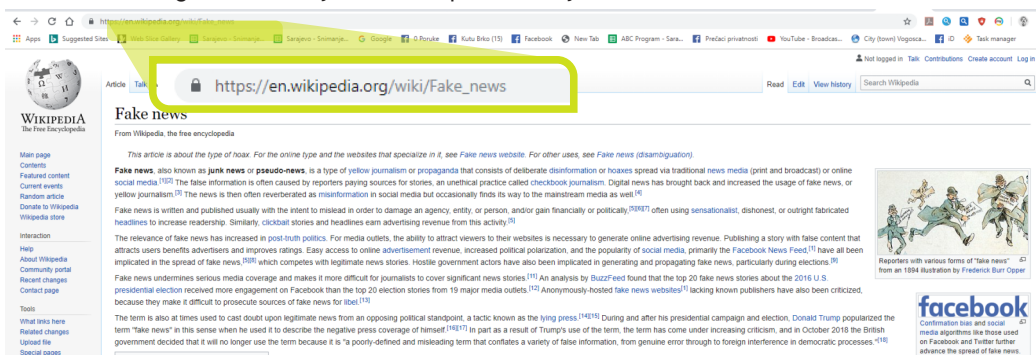 https://en.wikipedia.org/wiki/Fake_news
Apps Suggested Sites Web Slice Gallery Sarajevo - Snimanje... Sarajevo - Snimanje... Google 0 Poruke Kutu Brko (15) Facebook New Tab ABC Program - Sara... Prečaci privatnosti YouTube - Broadcas... City (town) Vogosca... iD Task manager
Not logged in Talk Contributions Create account Log in
Article Talk
https://en.wikipedia.org/wiki/Fake_news
Read Edit View history Search Wikipedia
WIKIPEDIA
The Free Encyclopedia
Main page
Contents
Featured content
Current events
Random article
Donate to Wikipedia
Wikipedia store
Interaction
Help
About Wikipedia
Community portal
Recent changes
Contact page
Tools
What links here
Related changes
Upload file
Special pages
Fake news
From Wikipedia, the free encyclopedia
This article is about the type of hoax. For the online type and the websites that specialize in it, see Fake news website. For other uses, see Fake news (disambiguation).
Fake news, also known as junk news or pseudo-news, is a type of yellow journalism or propaganda that consists of deliberate disinformation or hoaxes spread via traditional news media (print and broadcast) or online
social media.[1][2] The false information is often caused by reporters paying sources for stories, an unethical practice called checkbook journalism. Digital news has brought back and increased the usage of fake news, or
yellow journalism.[3] The news is then often reverberated as misinformation in social media but occasionally finds its way to the mainstream media as well.[4]
Fake news is written and published usually with the intent to mislead in order to damage an agency, entity, or person, and/or gain financially or politically,[5][6][7] often using sensationalist, dishonest, or outright fabricated
headlines to increase readership. Similarly, clickbait stories and headlines earn advertising revenue from this activity.[5]
The relevance of fake news has increased in post-truth politics. For media outlets, the ability to attract viewers to their websites is necessary to generate online advertising revenue. Publishing a story with false content that
attracts users benefits advertisers and improves ratings. Easy access to online advertisement revenue, increased political polarization, and the popularity of social media, primarily the Facebook News Feed,[1] have all been
implicated in the spread of fake news,[5][8] which competes with legitimate news stories. Hostile government actors have also been implicated in generating and propagating fake news, particularly during elections.[9]
Fake news undermines serious media coverage and makes it more difficult for journalists to cover significant news stories.[11] An analysis by BuzzFeed found that the top 20 fake news stories about the 2016 U.S.
presidential election received more engagement on Facebook than the top 20 election stories from 19 major media outlets.[12] Anonymously-hosted fake news websites[1] lacking known publishers have also been criticized,
because they make it difficult to prosecute sources of fake news for libel.[13]
The term is also at times used to cast doubt upon legitimate news from an opposing political standpoint, a tactic known as the lying press.[14][15] During and after his presidential campaign and election, Donald Trump popularized the
term "fake news" in this sense when he used it to describe the negative press coverage of himself.[16][17] In part as a result of Trump's use of the term, the term has come under increasing criticism, and in October 2018 the British
government decided that it will no longer use the term because it is "a poorly-defined and misleading term that conflates a variety of false information, from genuine error through to foreign interference in democratic processes."[18]
Reporters with various forms of "fake news"
from an 1894 illustration by Frederick Burr Opper
facebook
Confirmation bias and social
media algorithms like those used
on Facebook and Twitter further
advance the spread of fake news.